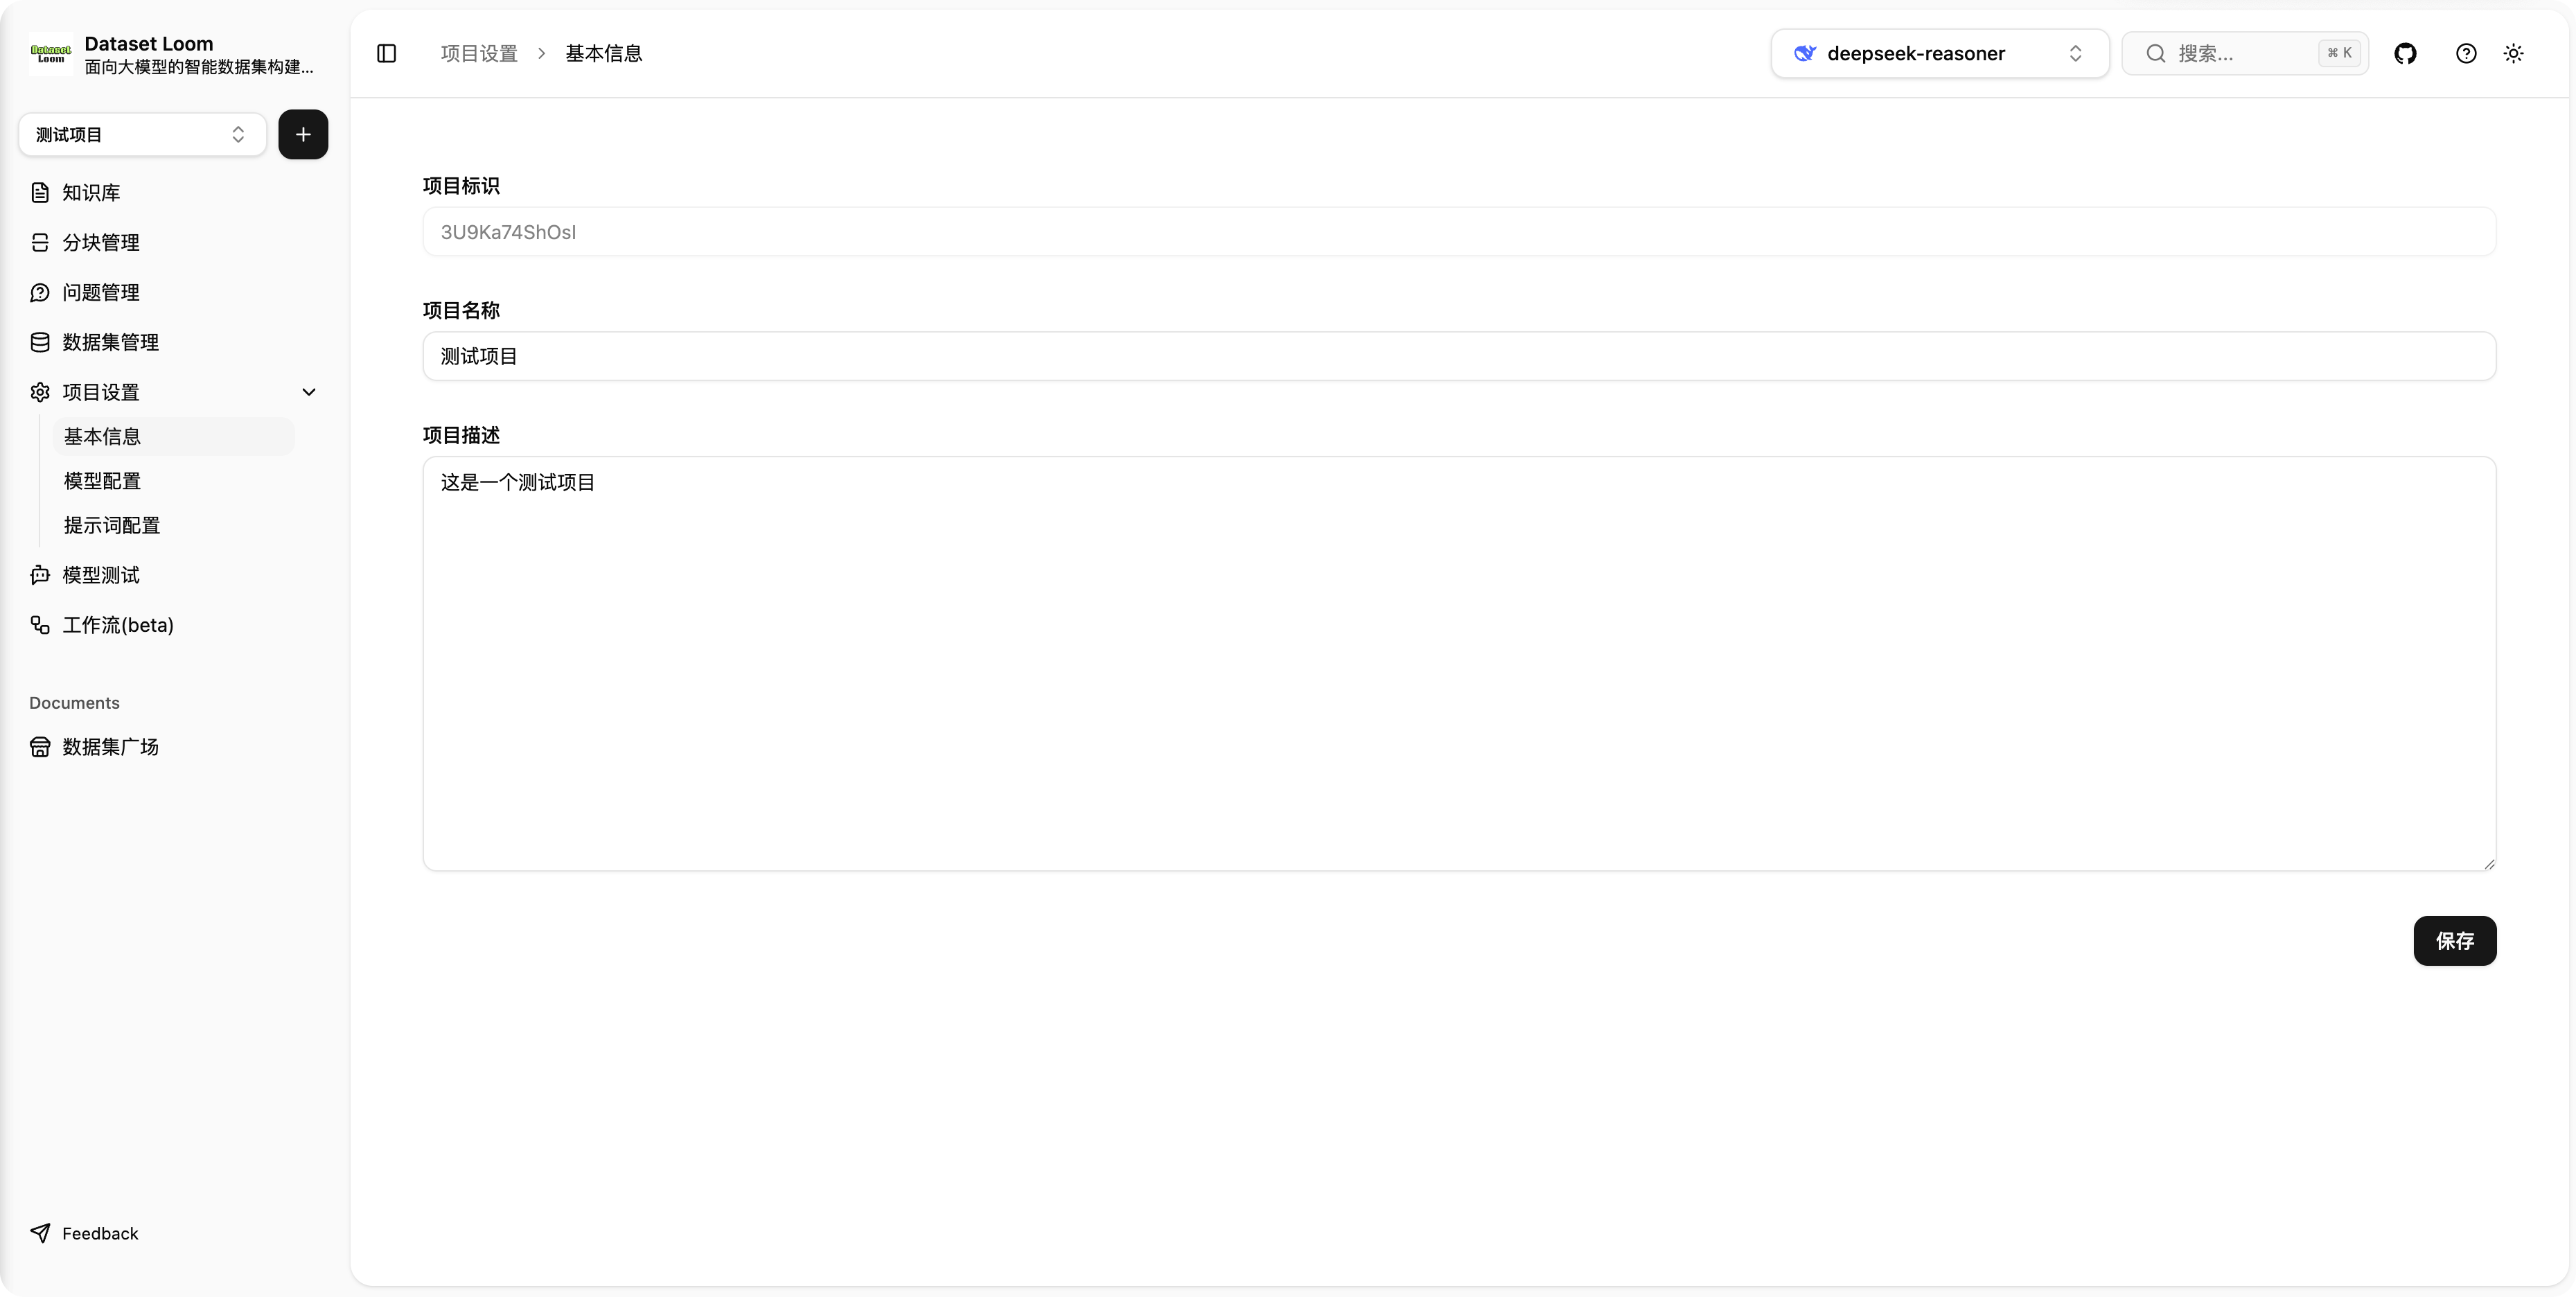 Dataset Loom
Dataset Loom
面向大模型的智能数据集构建...
测试项目
知识库
分块管理
问题管理
数据集管理
项目设置
基本信息
模型配置
提示词配置
模型测试
工作流(beta)
Documents
数据集广场
Feedback
项目设置 > 基本信息
deepseek-reasoner
搜索...
⌘ K
项目标识
3U9Ka74ShOsI
项目名称
测试项目
项目描述
这是一个测试项目
保存